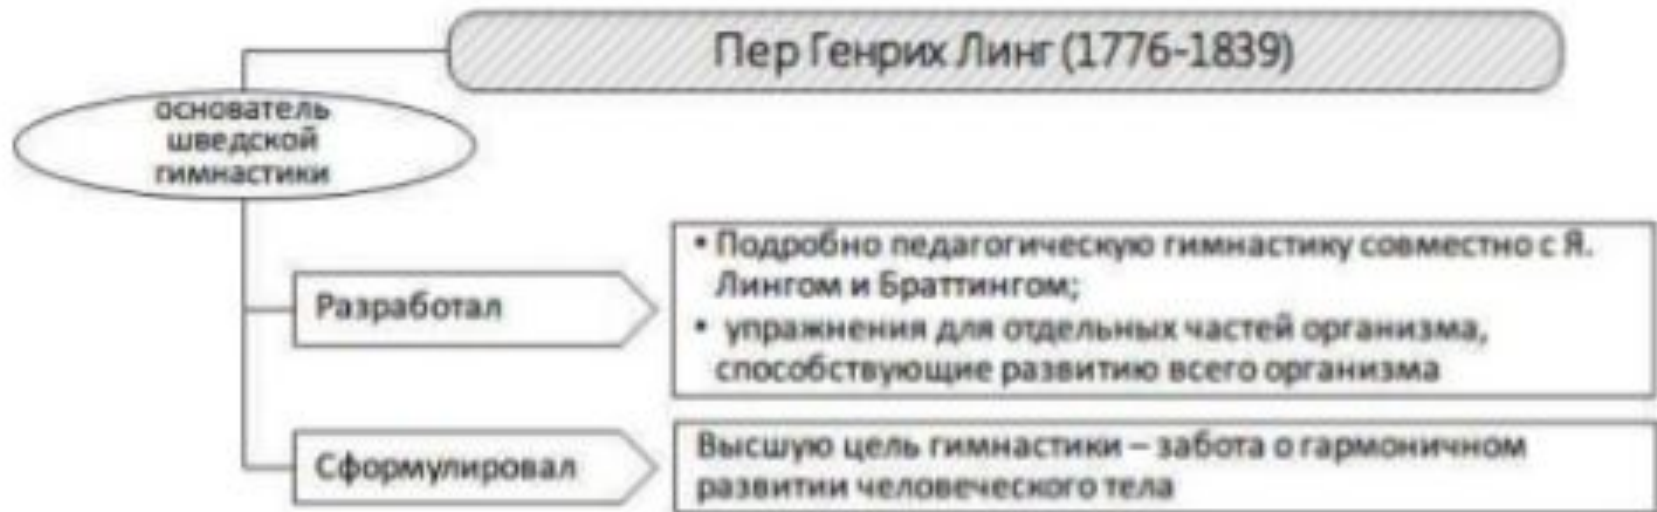 Пер Генрих Линг (1776-1839)
основатель
шведской
гимнастики
Разработал
• Подробно педагогическую гимнастику совместно с Я.
Лингом и Браттингом;
• упражнения для отдельных частей организма,
способствующие развитию всего организма
Сформулировал
Высшую цель гимнастики – забота о гармоничном
развитии человеческого тела